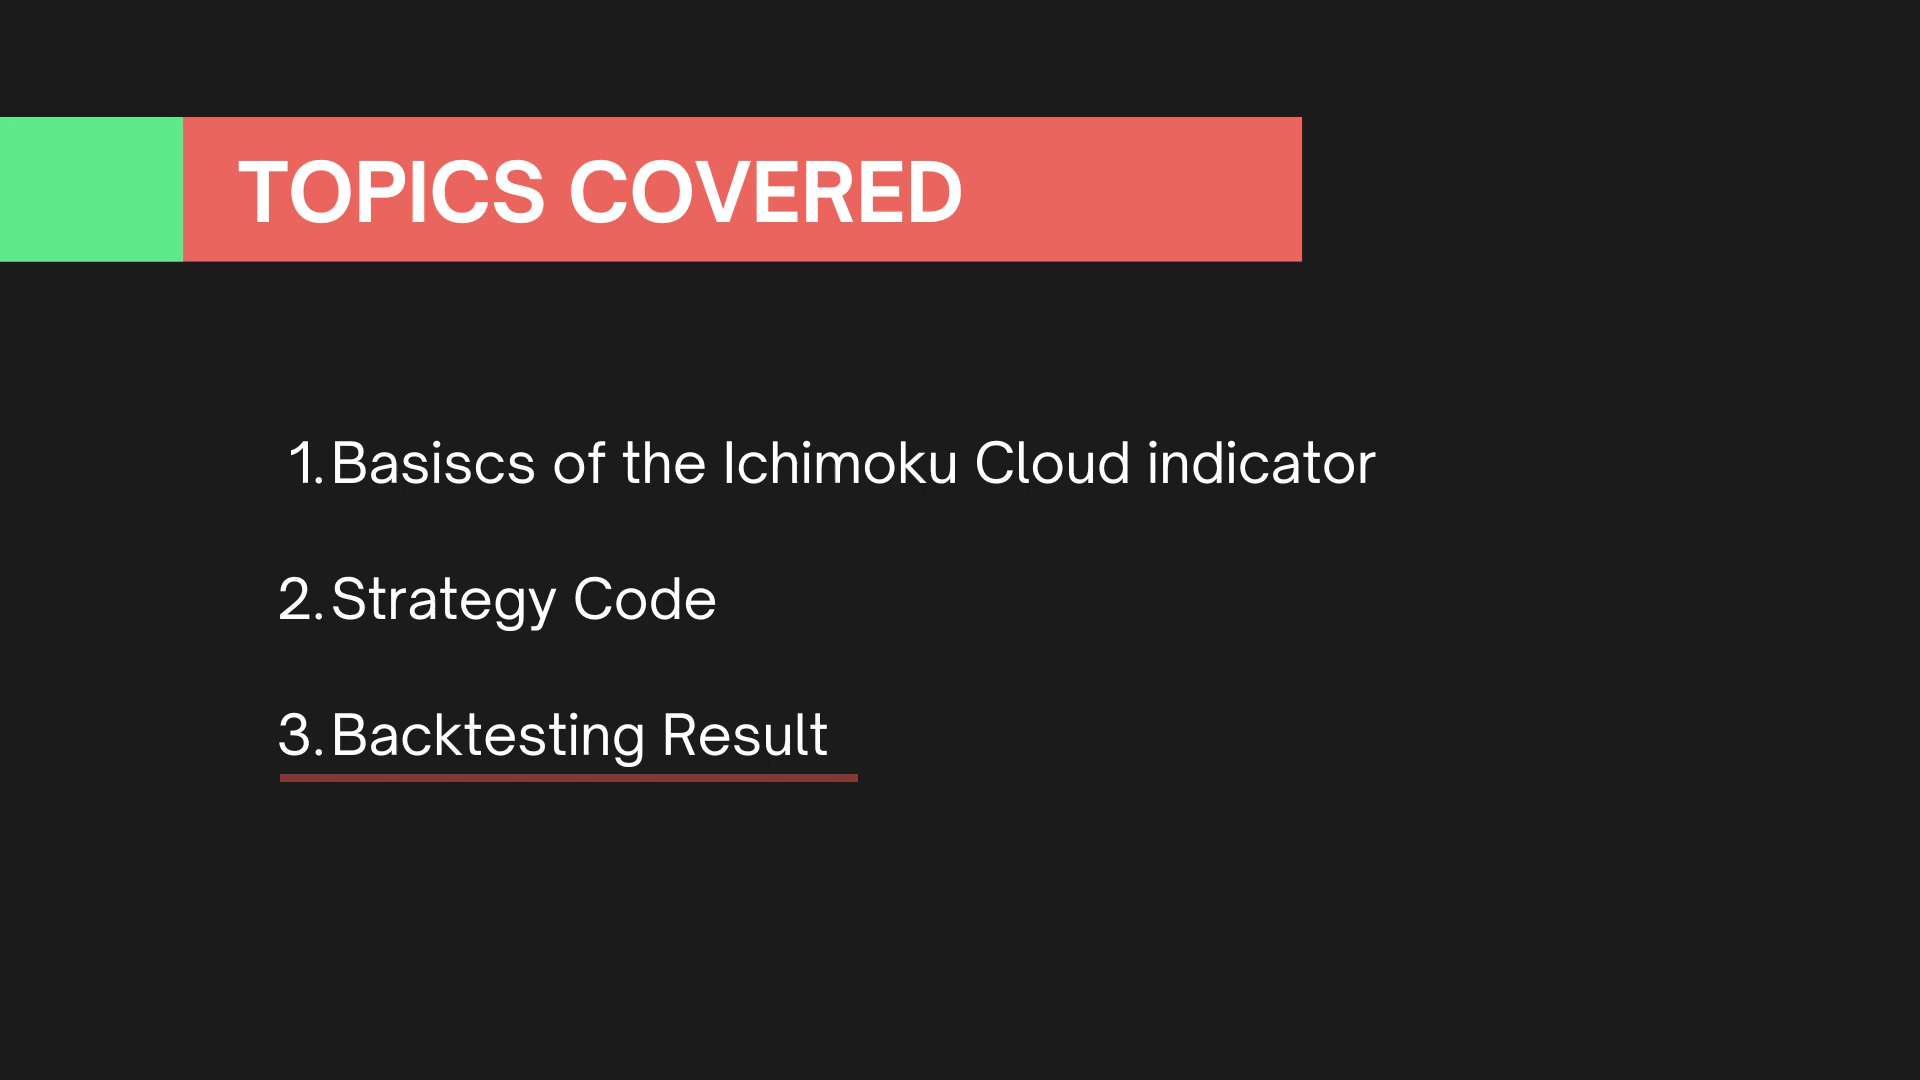 TOPICS COVERED
1. Basiscs of the Ichimoku Cloud indicator
2. Strategy Code
3. Backtesting Result